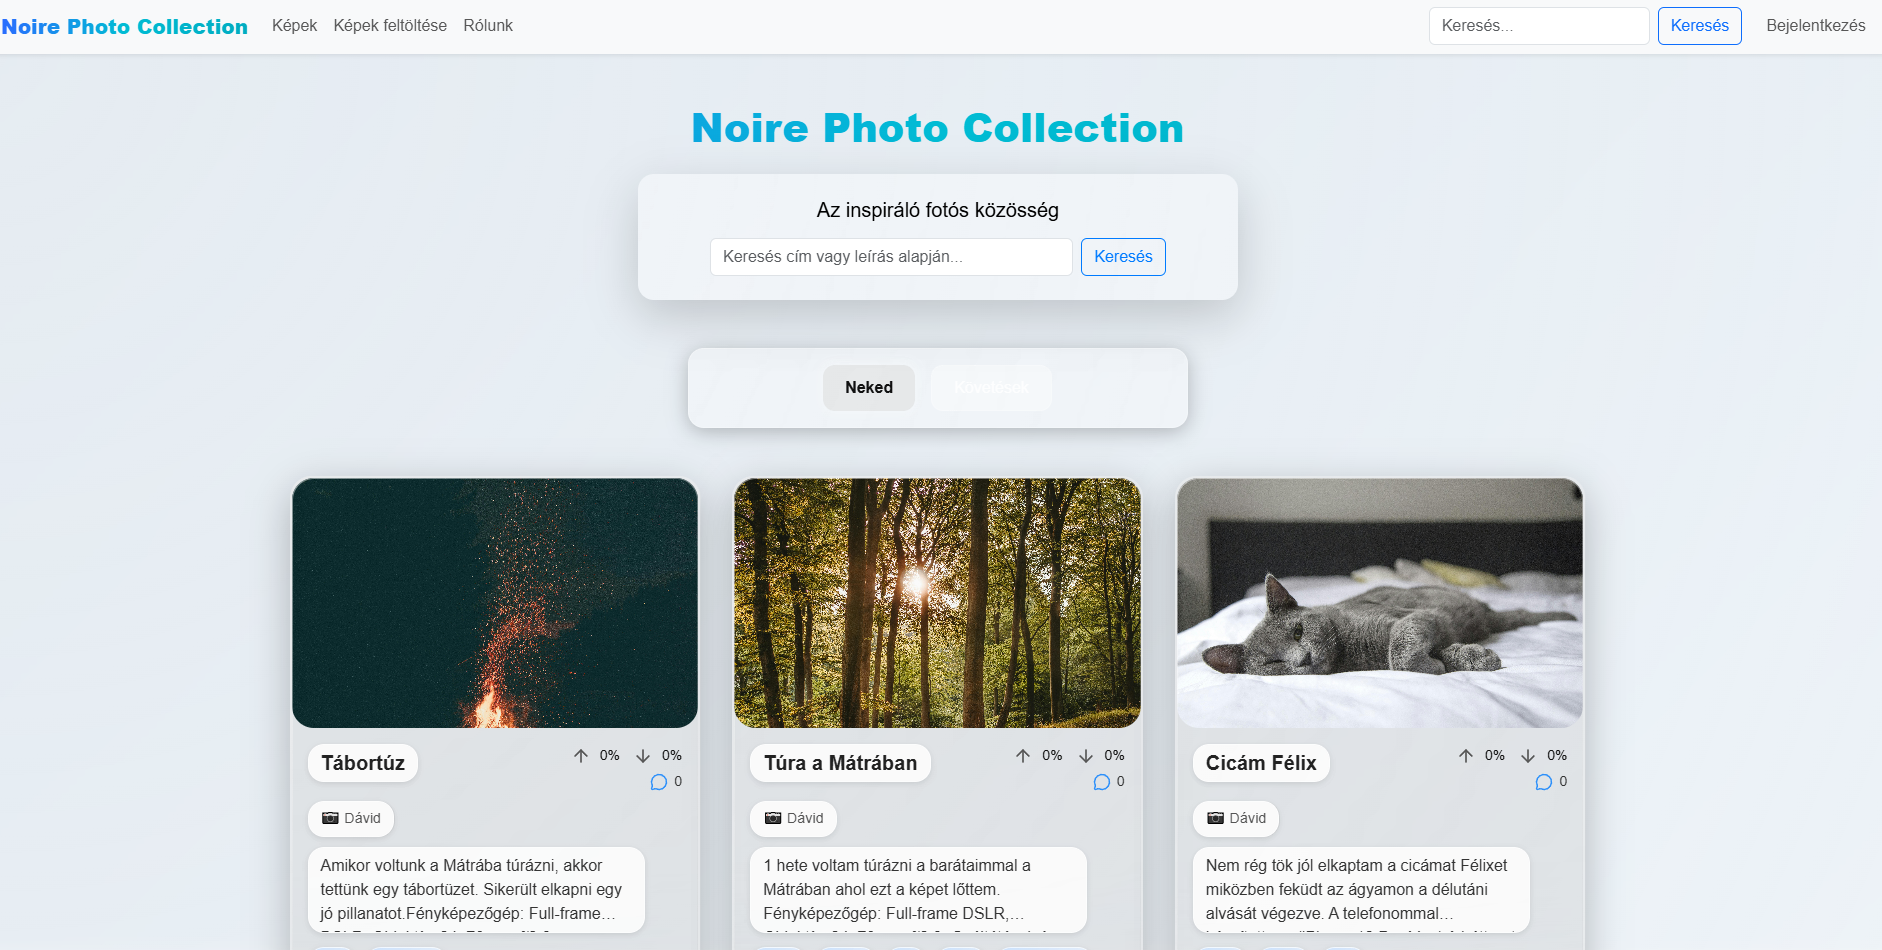 Noire Photo Collection Képek Képek feltöltése Rólunk Keresés... Keresés Bejelentkezés
Noire Photo Collection
Az inspiráló fotós közösség
Keresés cím vagy leírás alapján... Keresés
Neked Követések
Tábortúz 0% 0%
0
Dávid
Amikor voltunk a Mátrába túrázni, akkor
tettünk egy tábortüzet. Sikerült elkapni egy
jó pillanatot.Fényképezőgép: Full-frame…
Túra a Mátrában 0% 0%
0
Dávid
1 hete voltam túrázni a barátaimmal a
Mátrában ahol ezt a képet lőttem.
Fényképezőgép: Full-frame DSLR,…
Cicám Félix 0% 0%
0
Dávid
Nem rég tök jól elkaptam a cicámat Félixet
miközben feküdt az ágyamon a délutáni
alvását végezve. A telefonommal…